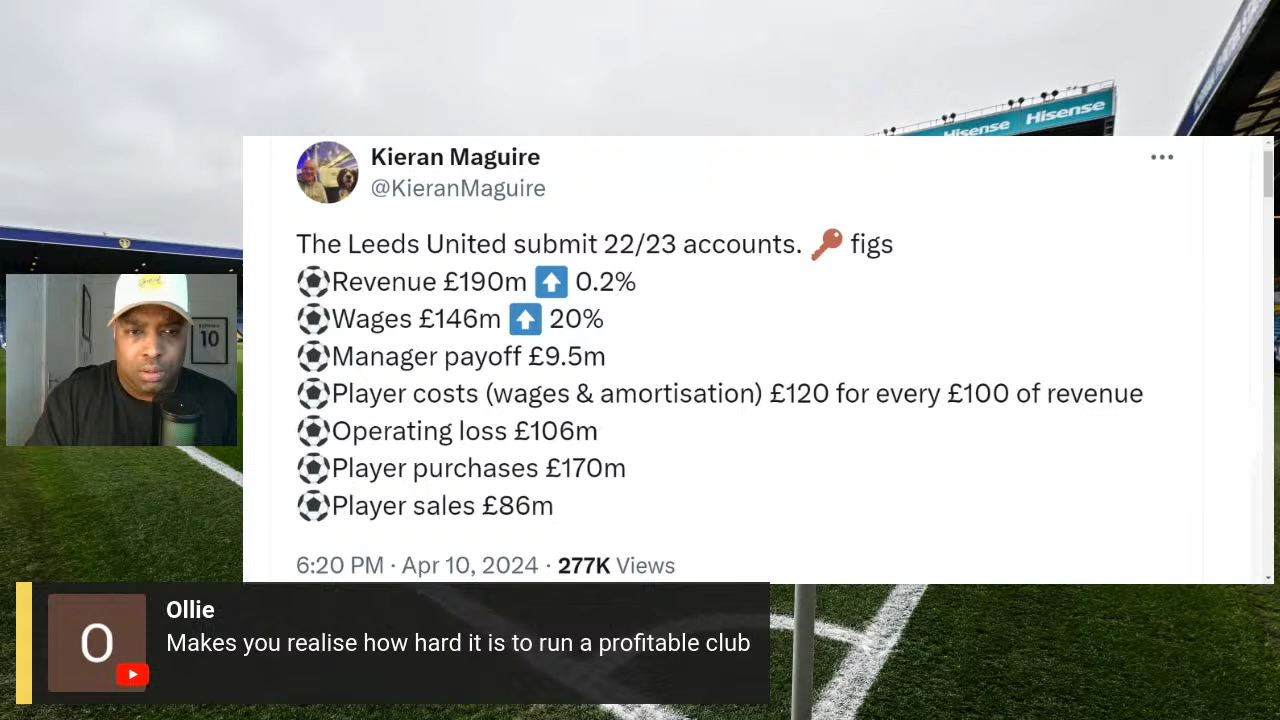 Hisense
Hisense
Kieran Maguire
@KieranMaguire
The Leeds United submit 22/23 accounts. 🔑 figs
⚽Revenue £190m ⬆️ 0.2%
⚽Wages £146m ⬆️ 20%
⚽Manager payoff £9.5m
⚽Player costs (wages & amortisation) £120 for every £100 of revenue
⚽Operating loss £106m
⚽Player purchases £170m
⚽Player sales £86m
6:20 PM · Apr 10, 2024 · 277K Views
10
O
Ollie
Makes you realise how hard it is to run a profitable club